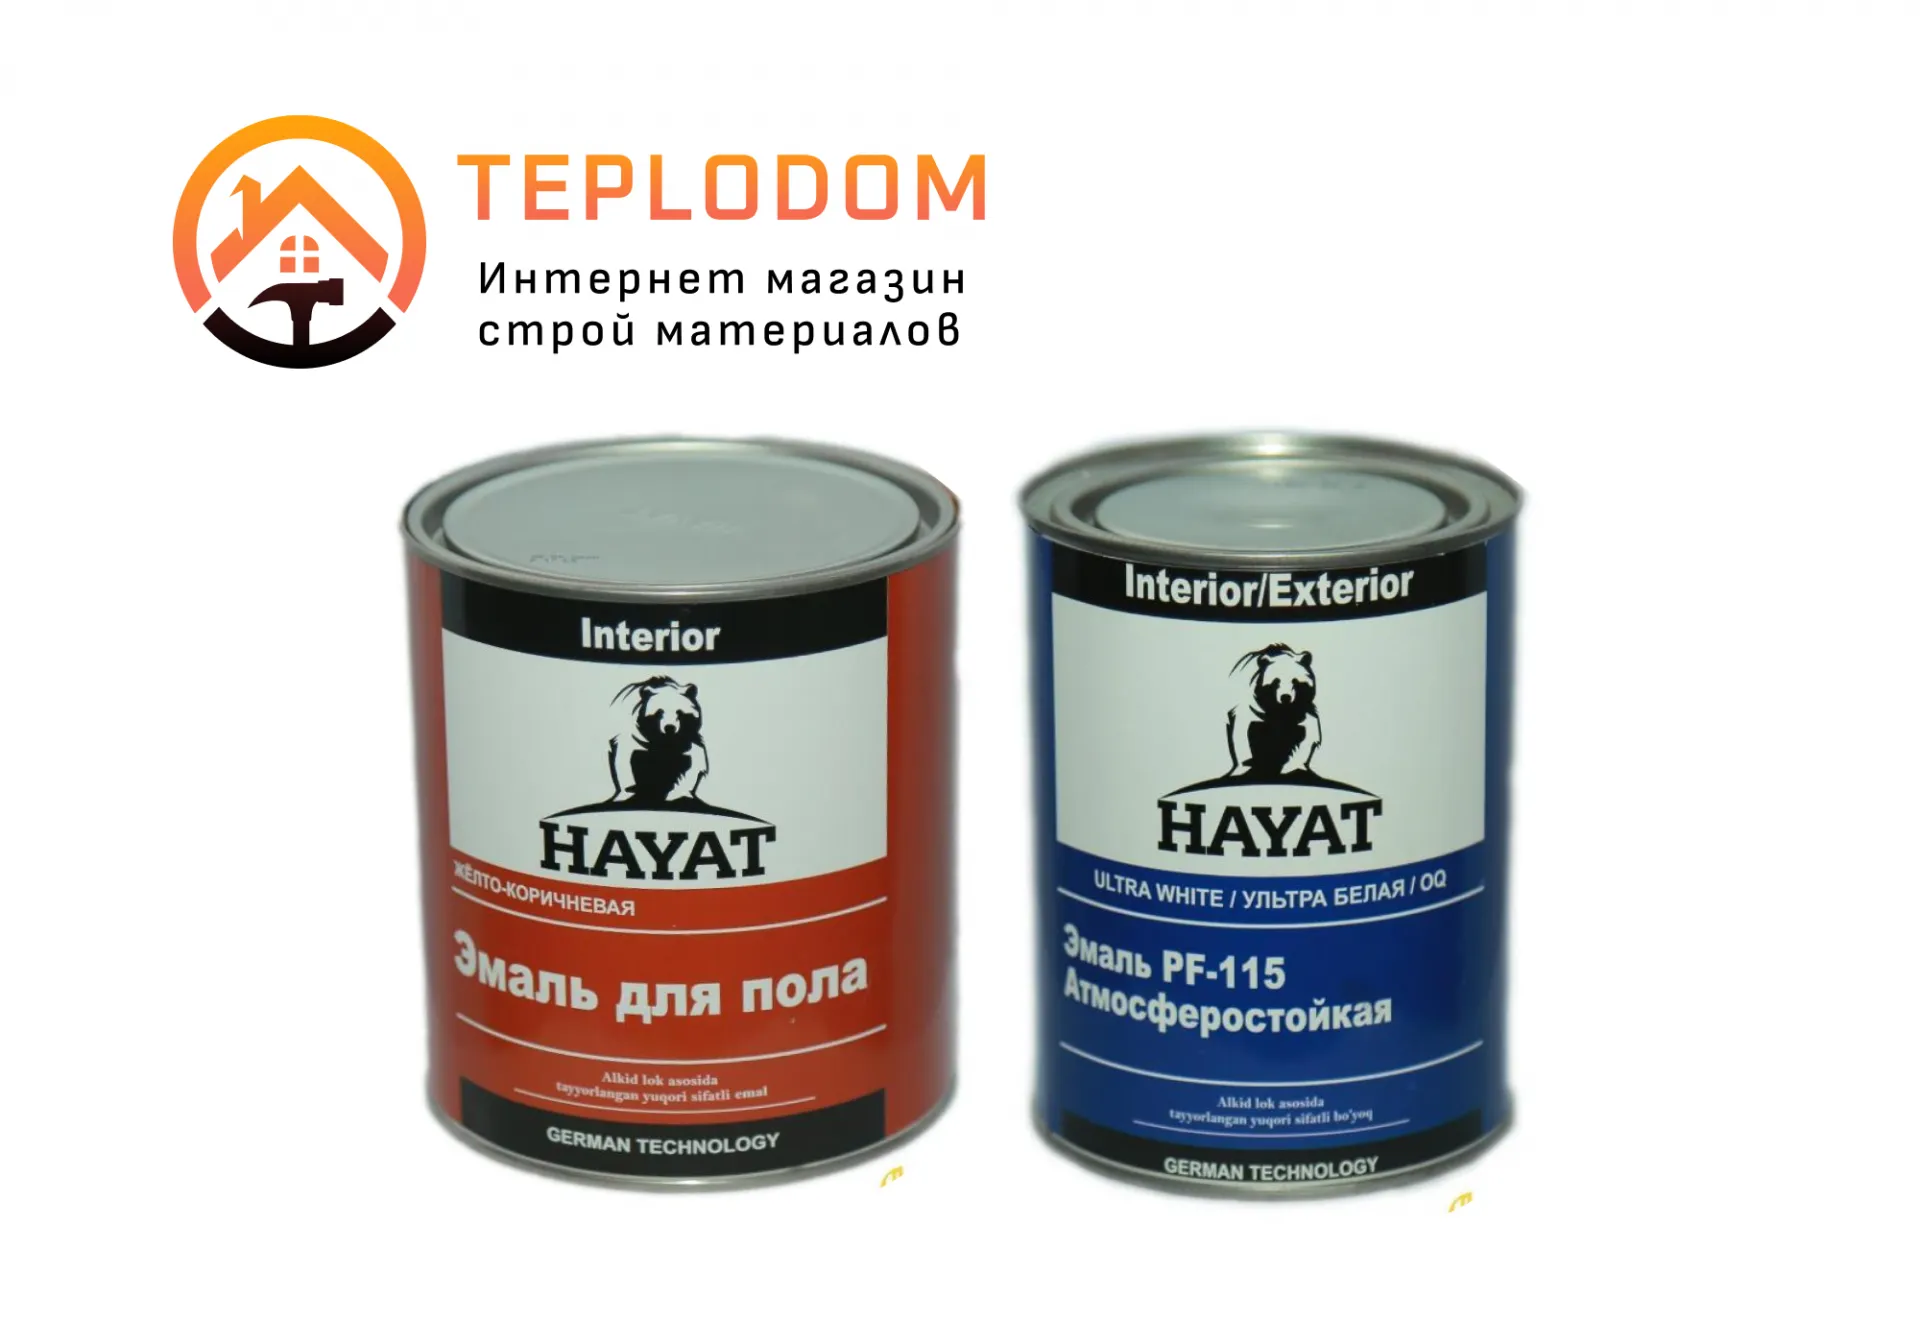 TEPLODOM
Интернет магазин
строй материалов
Interior
HAYAT
ЖЁЛТО-КОРИЧНЕВАЯ
Эмаль для пола
Alkid lok asosida
tayyorlangan yuqori sifatli emal
GERMAN TECHNOLOGY
Interior/Exterior
HAYAT
ULTRA WHITE / УЛЬТРА БЕЛАЯ / OQ
Эмаль PF-115
Атмосферостойкая
Alkid lok asosida
tayyorlangan yuqori sifatli bo'yoq
GERMAN TECHNOLOGY